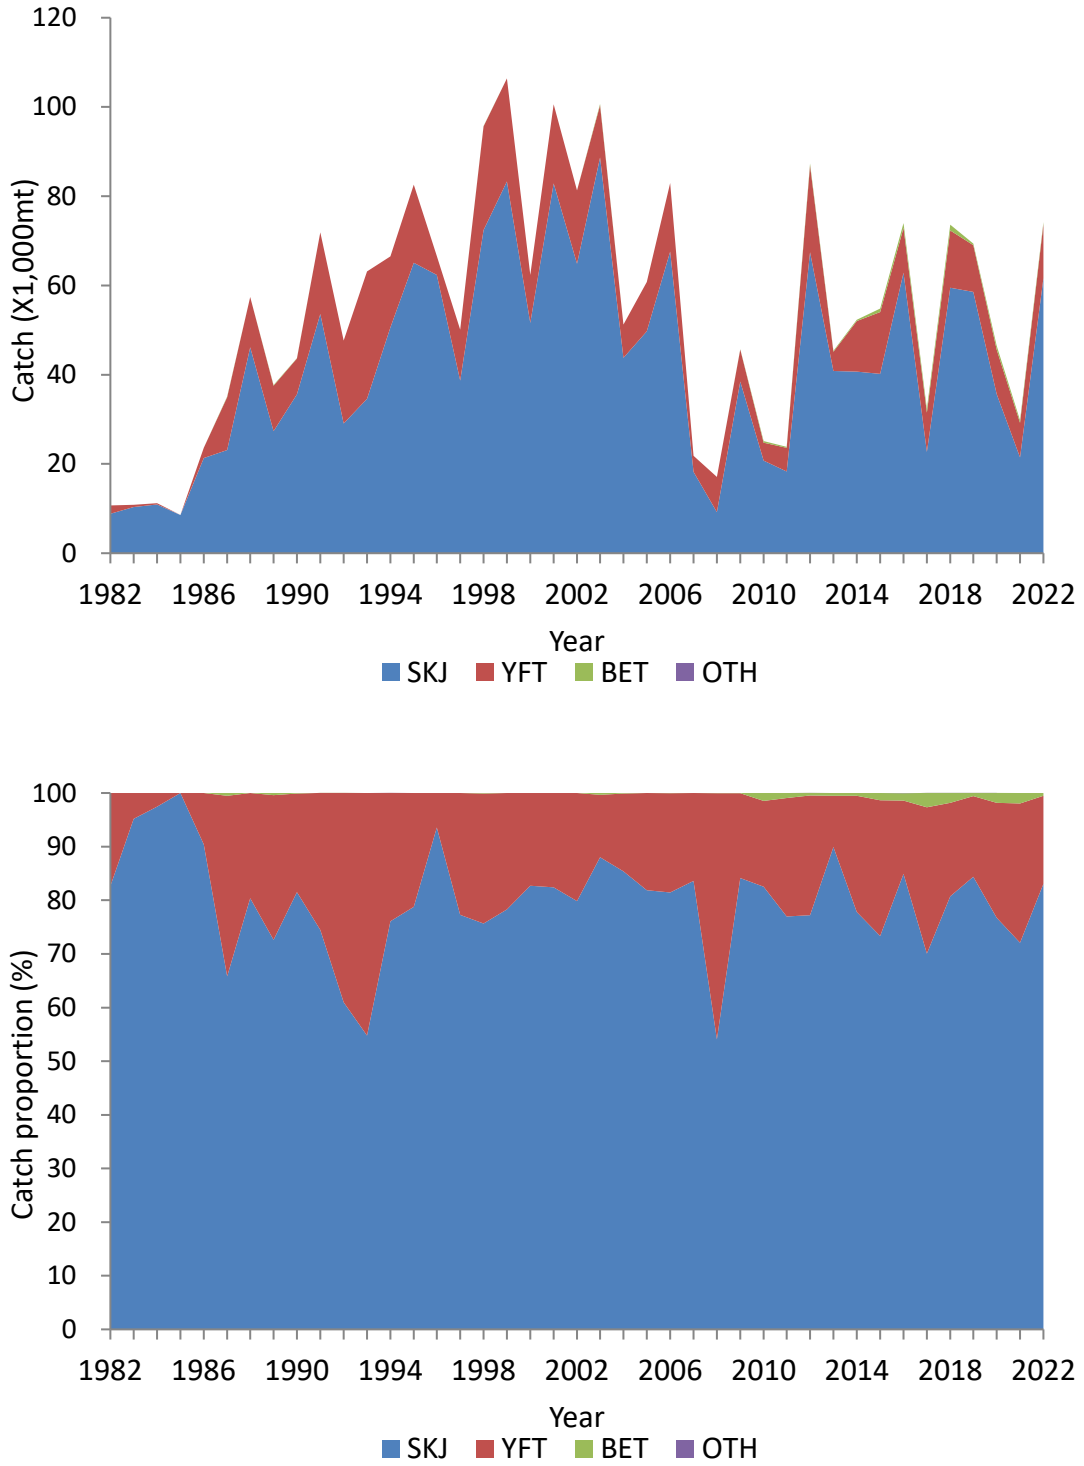 120
100
80
60
40
20
0
Catch (X1,000mt)
1982 1986 1990 1994 1998 2002 2006 2010 2014 2018 2022
Year
SKJ YFT BET OTH
100
90
80
70
60
50
40
30
20
10
0
Catch proportion (%)
1982 1986 1990 1994 1998 2002 2006 2010 2014 2018 2022
Year
SKJ YFT BET OTH